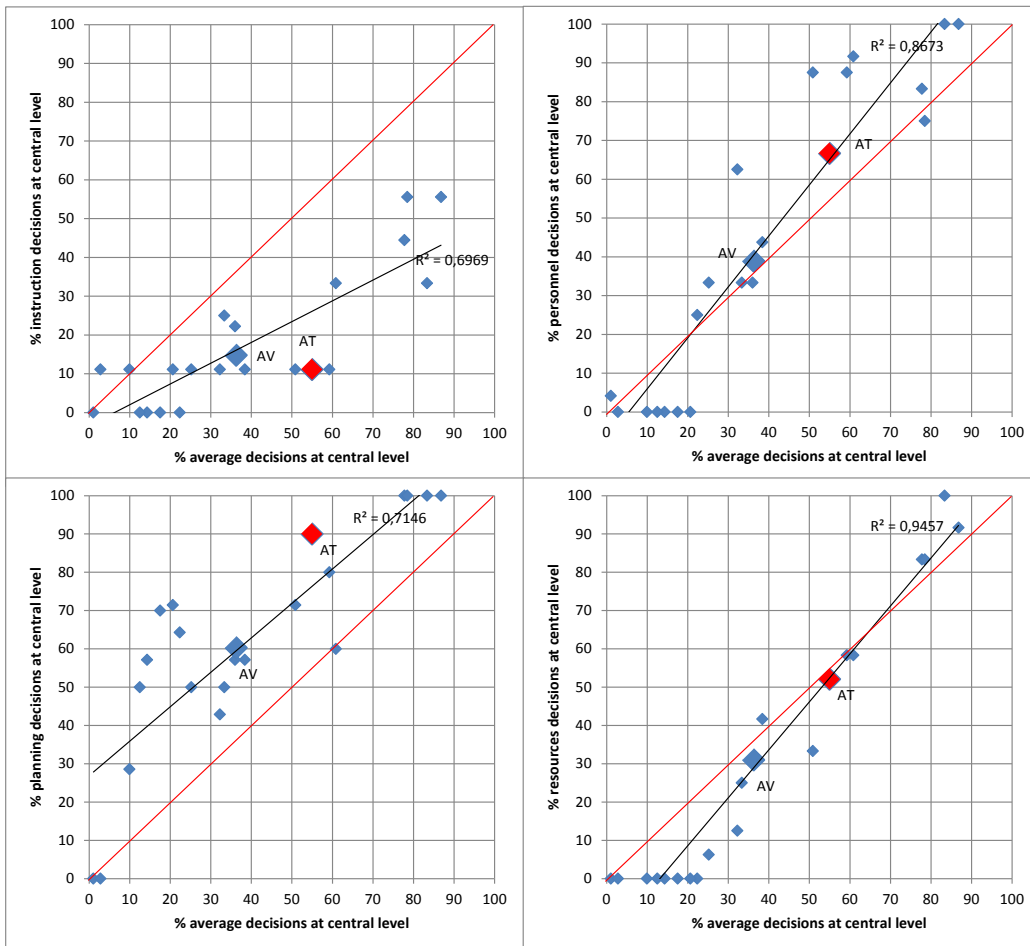 100
90
80
70
60
50
40
30
20
10
0
% instruction decisions at central level
R² = 0,6969
AT
AV
0 10 20 30 40 50 60 70 80 90 100
% average decisions at central level
100
90
80
70
60
50
40
30
20
10
0
% personnel decisions at central level
R² = 0,8673
AT
AV
0 10 20 30 40 50 60 70 80 90 100
% average decisions at central level
100
90
80
70
60
50
40
30
20
10
0
% planning decisions at central level
R² = 0,7146
AT
AV
0 10 20 30 40 50 60 70 80 90 100
% average decisions at central level
100
90
80
70
60
50
40
30
20
10
0
% resources decisions at central level
R² = 0,9457
AT
AV
0 10 20 30 40 50 60 70 80 90 100
% average decisions at central level